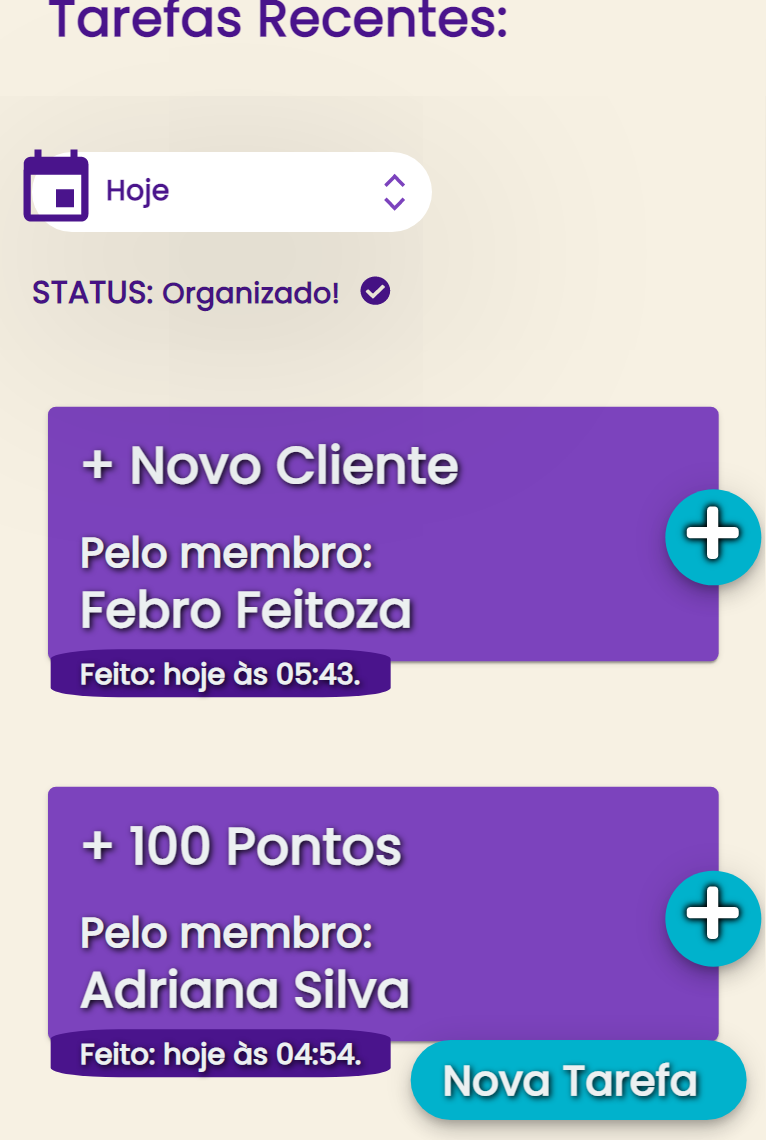 Tarefas Recentes:
Hoje
STATUS: Organizado!
+ Novo Cliente
Pelo membro:
Febro Feitoza
Feito: hoje às 05:43.
+ 100 Pontos
Pelo membro:
Adriana Silva
Feito: hoje às 04:54.
Nova Tarefa